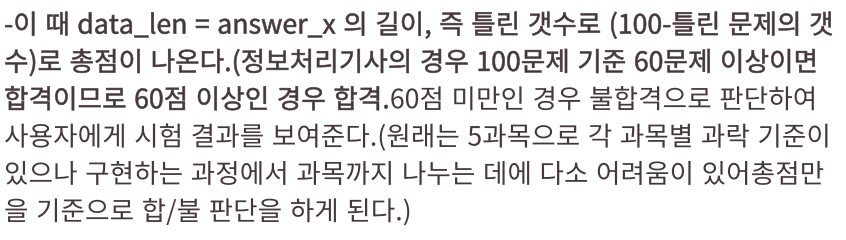 -이 때 data_len = answer_x 의 길이, 즉 틀린 갯수로 (100-틀린 문제의 갯
수)로 총점이 나온다.(정보처리기사의 경우 100문제 기준 60문제 이상이면
합격이므로 60점 이상인 경우 합격.60점 미만인 경우 불합격으로 판단하여
사용자에게 시험 결과를 보여준다.(원래는 5과목으로 각 과목별 과락 기준이
있으나 구현하는 과정에서 과목까지 나누는 데에 다소 어려움이 있어총점만
을 기준으로 합/불 판단을 하게 된다.)